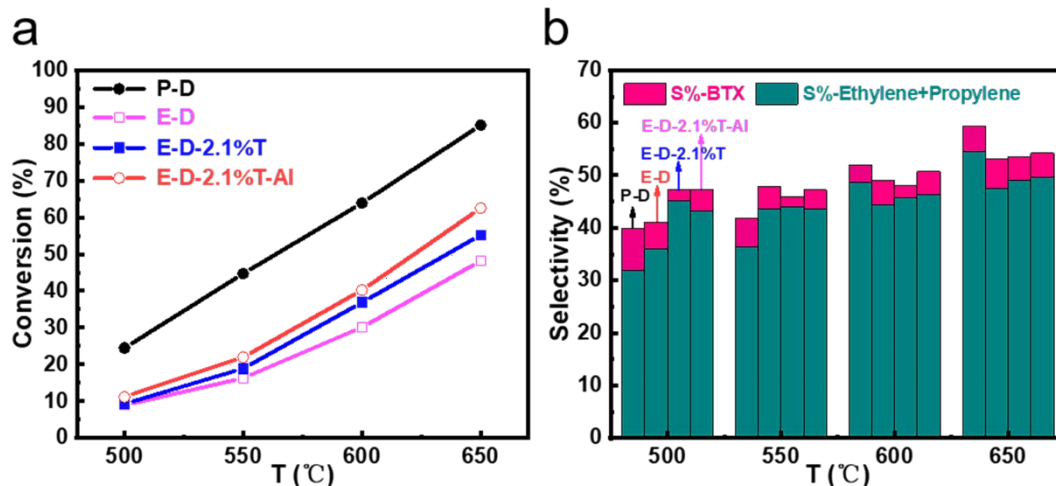 a
100
90
80
70
60
50
40
30
20
10
0
Conversion (%)
P-D
E-D
E-D-2.1%T
E-D-2.1%T-Al
500 550 600 650
T (℃)
b
70
60
50
40
30
20
10
0
Selectivity (%)
S%-BTX S%-Ethylene+Propylene
E-D-2.1%T-Al
E-D-2.1%T
E-D
P-D
500 550 600 650
T (℃)